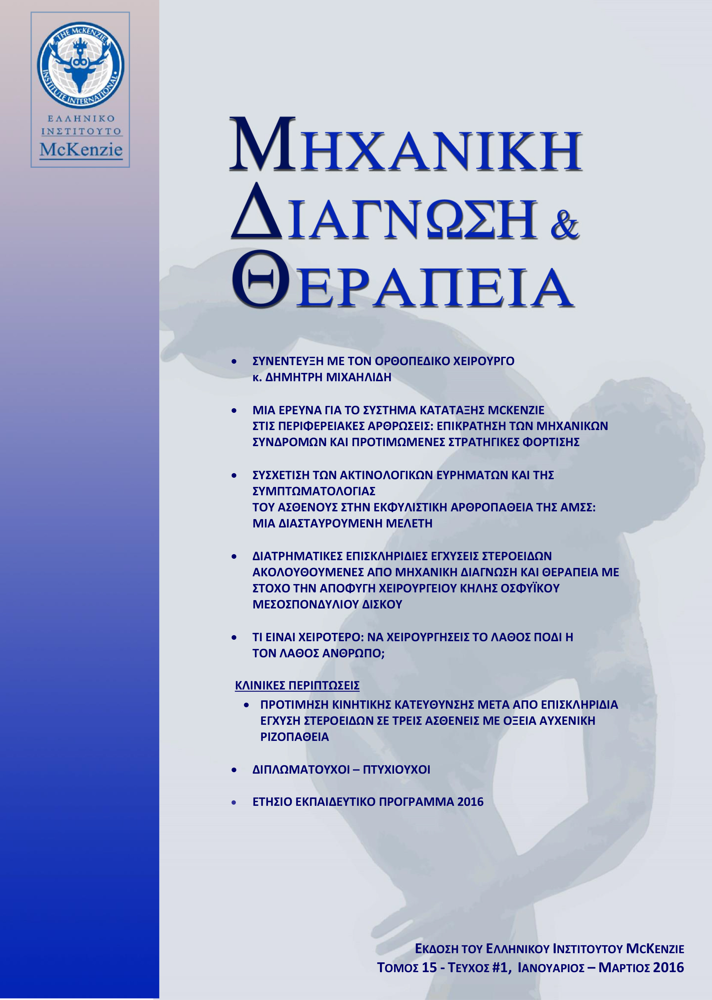 THE McKENZIE
INSTITUTE INTERNATIONAL
ΕΛΛΗΝΙΚΟ
ΙΝΣΤΙΤΟΥΤΟ
McKenzie
ΜΗΧΑΝΙΚΗ
ΔΙΑΓΝΩΣΗ &
ΘΕΡΑΠΕΙΑ
• ΣΥΝΕΝΤΕΥΞΗ ΜΕ ΤΟΝ ΟΡΘΟΠΕΔΙΚΟ ΧΕΙΡΟΥΡΓΟ
κ. ΔΗΜΗΤΡΗ ΜΙΧΑΗΛΙΔΗ
• ΜΙΑ ΕΡΕΥΝΑ ΓΙΑ ΤΟ ΣΥΣΤΗΜΑ ΚΑΤΑΤΑΞΗΣ MCKENZIE
ΣΤΙΣ ΠΕΡΙΦΕΡΕΙΑΚΕΣ ΑΡΘΡΩΣΕΙΣ: ΕΠΙΚΡΑΤΗΣΗ ΤΩΝ ΜΗΧΑΝΙΚΩΝ
ΣΥΝΔΡΟΜΩΝ ΚΑΙ ΠΡΟΤΙΜΩΜΕΝΕΣ ΣΤΡΑΤΗΓΙΚΕΣ ΦΟΡΤΙΣΗΣ
• ΣΥΣΧΕΤΙΣΗ ΤΩΝ ΑΚΤΙΝΟΛΟΓΙΚΩΝ ΕΥΡΗΜΑΤΩΝ ΚΑΙ ΤΗΣ
ΣΥΜΠΤΩΜΑΤΟΛΟΓΙΑΣ
ΤΟΥ ΑΣΘΕΝΟΥΣ ΣΤΗΝ ΕΚΦΥΛΙΣΤΙΚΗ ΑΡΘΡΟΠΑΘΕΙΑ ΤΗΣ ΑΜΣΣ:
ΜΙΑ ΔΙΑΣΤΑΥΡΟΥΜΕΝΗ ΜΕΛΕΤΗ
• ΔΙΑΤΡΗΜΑΤΙΚΕΣ ΕΠΙΣΚΛΗΡΙΔΙΕΣ ΕΓΧΥΣΕΙΣ ΣΤΕΡΟΕΙΔΩΝ
ΑΚΟΛΟΥΘΟΥΜΕΝΕΣ ΑΠΟ ΜΗΧΑΝΙΚΗ ΔΙΑΓΝΩΣΗ ΚΑΙ ΘΕΡΑΠΕΙΑ ΜΕ
ΣΤΟΧΟ ΤΗΝ ΑΠΟΦΥΓΗ ΧΕΙΡΟΥΡΓΕΙΟΥ ΚΗΛΗΣ ΟΣΦΥΪΚΟΥ
ΜΕΣΟΣΠΟΝΔΥΛΙΟΥ ΔΙΣΚΟΥ
• ΤΙ ΕΙΝΑΙ ΧΕΙΡΟΤΕΡΟ: ΝΑ ΧΕΙΡΟΥΡΓΗΣΕΙΣ ΤΟ ΛΑΘΟΣ ΠΟΔΙ Η
ΤΟΝ ΛΑΘΟΣ ΑΝΘΡΩΠΟ;
ΚΛΙΝΙΚΕΣ ΠΕΡΙΠΤΩΣΕΙΣ
• ΠΡΟΤΙΜΗΣΗ ΚΙΝΗΤΙΚΗΣ ΚΑΤΕΥΘΥΝΣΗΣ ΜΕΤΑ ΑΠΟ ΕΠΙΣΚΛΗΡΙΔΙΑ
ΕΓΧΥΣΗ ΣΤΕΡΟΕΙΔΩΝ ΣΕ ΤΡΕΙΣ ΑΣΘΕΝΕΙΣ ΜΕ ΟΞΕΙΑ ΑΥΧΕΝΙΚΗ
ΡΙΖΟΠΑΘΕΙΑ
• ΔΙΠΛΩΜΑΤΟΥΧΟΙ – ΠΤΥΧΙΟΥΧΟΙ
• ΕΤΗΣΙΟ ΕΚΠΑΙΔΕΥΤΙΚΟ ΠΡΟΓΡΑΜΜΑ 2016
ΕΚΔΟΣΗ ΤΟΥ ΕΛΛΗΝΙΚΟΥ ΙΝΣΤΙΤΟΥΤΟΥ MCKENZIE
ΤΟΜΟΣ 15 - ΤΕΥΧΟΣ #1, ΙΑΝΟΥΑΡΙΟΣ – ΜΑΡΤΙΟΣ 2016